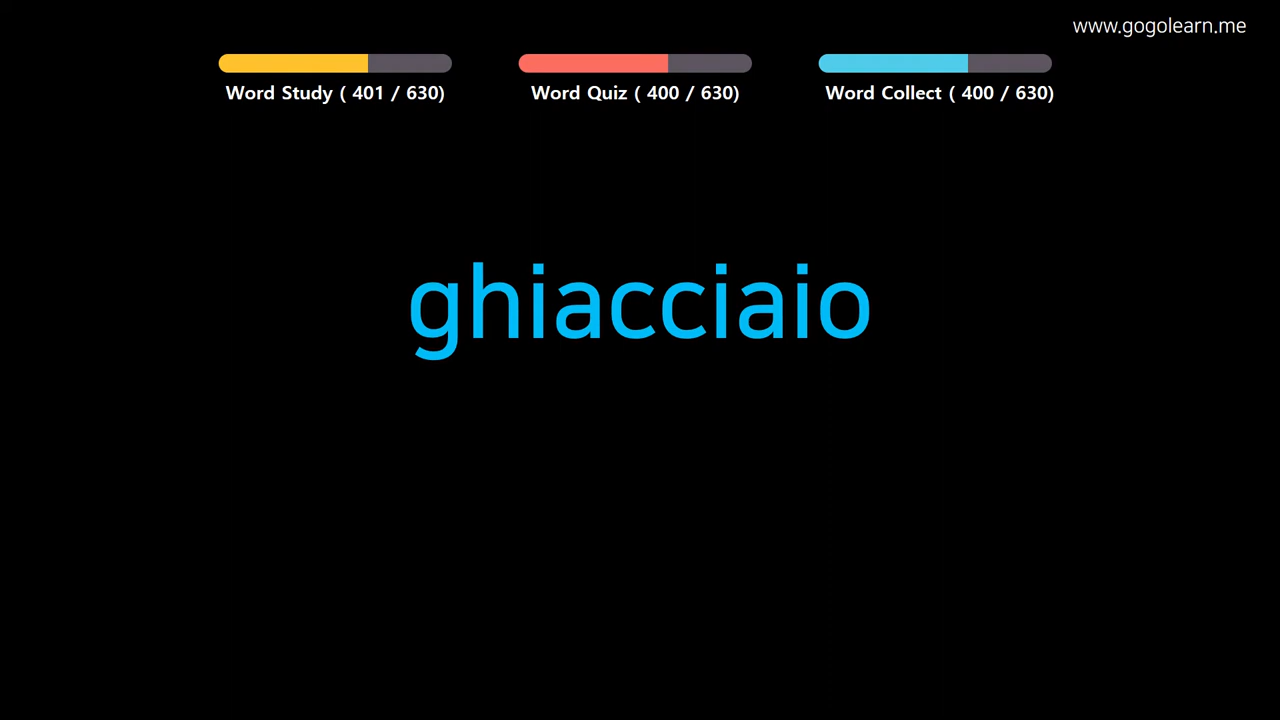 www.gogolearn.me
Word Study ( 401 / 630)
Word Quiz ( 400 / 630)
Word Collect ( 400 / 630)
ghiacciaio